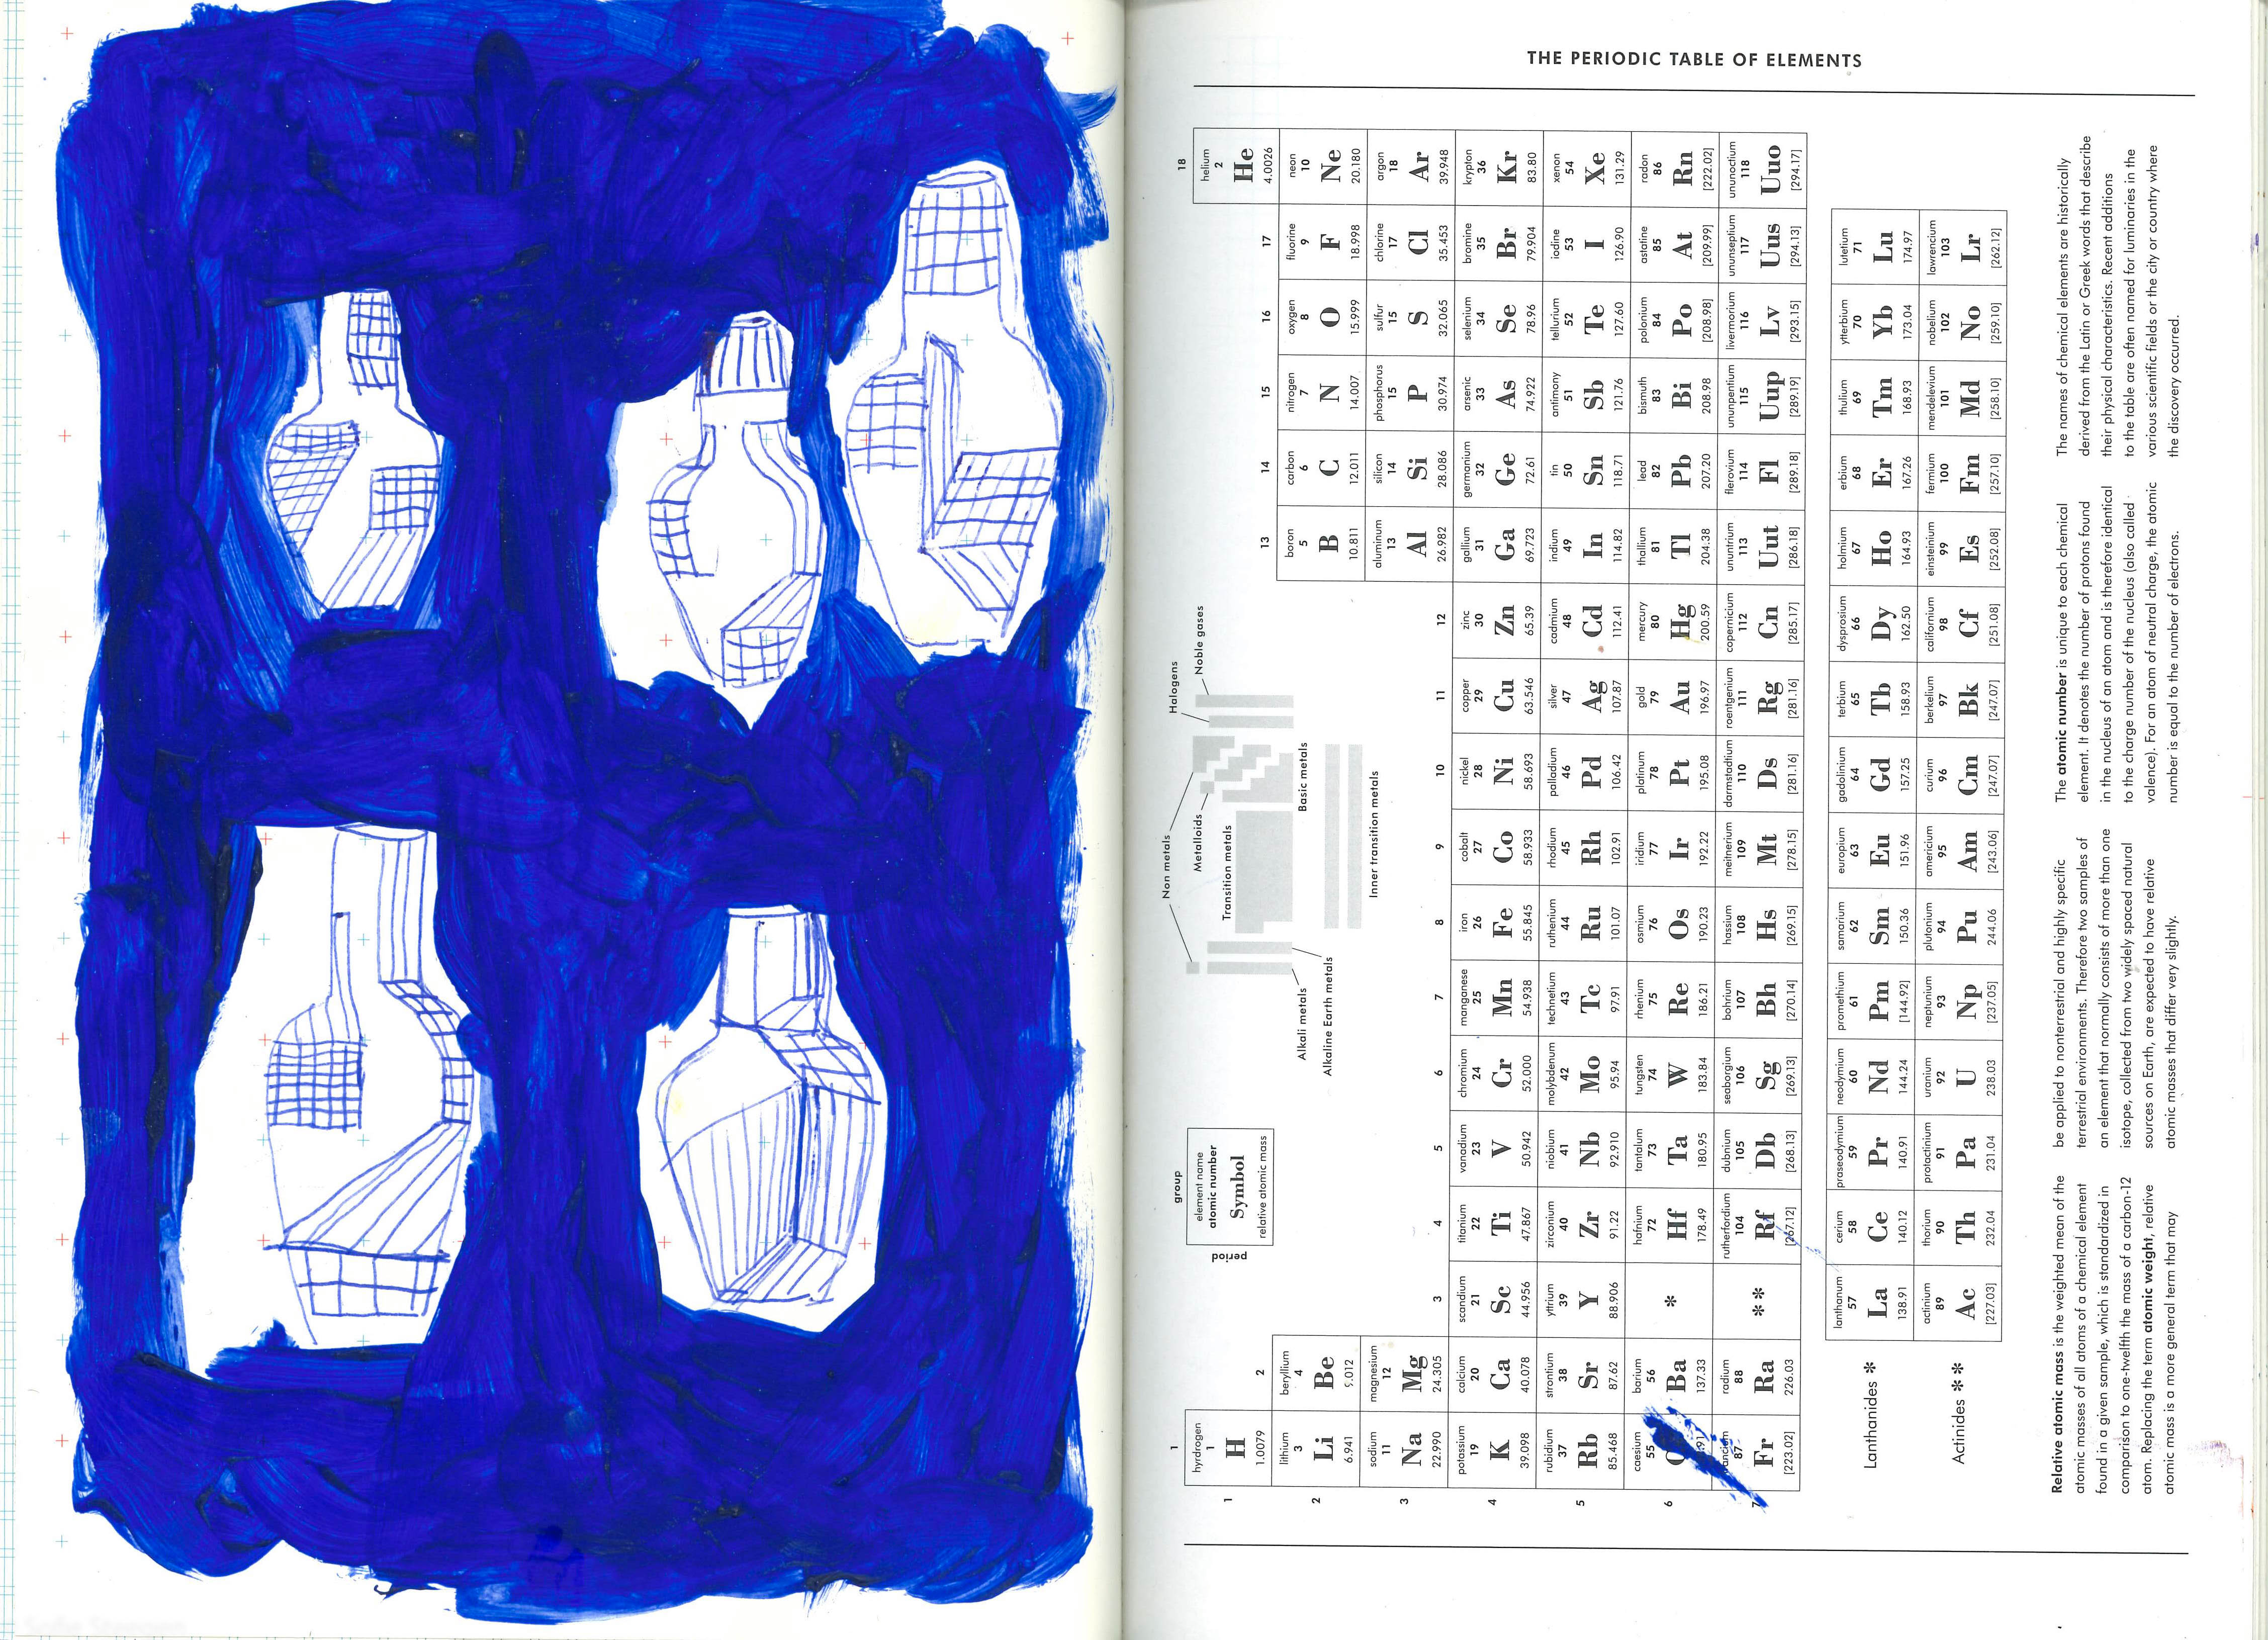 THE PERIODIC TABLE OF ELEMENTS
group
period
element name
atomic number
Symbol
relative atomic mass
Non metals
Halogens
Noble gases
Metalloids
Transition metals
Basic metals
Alkali metals
Alkaline Earth metals
Inner transition metals
1 18
hydrogen helium
1 2
1 H He
1.0079 4.0026
2 13 14 15 16 17
lithium beryllium boron carbon nitrogen oxygen fluorine neon
3 4 5 6 7 8 9 10
2 Li Be B C N O F Ne
6.941 9.012 10.811 12.011 14.007 15.999 18.998 20.180
sodium magnesium aluminum silicon phosphorus sulfur chlorine argon
11 12 13 14 15 15 17 18
3 Na Mg Al Si P S Cl Ar
22.990 24.305 26.982 28.086 30.974 32.065 35.453 39.948
3 4 5 6 7 8 9 10 11 12
potassium calcium scandium titanium vanadium chromium manganese iron cobalt nickel copper zinc gallium germanium arsenic selenium bromine krypton
19 20 21 22 23 24 25 26 27 28 29 30 31 32 33 34 35 36
4 K Ca Sc Ti V Cr Mn Fe Co Ni Cu Zn Ga Ge As Se Br Kr
39.098 40.078 44.956 47.867 50.942 52.000 54.938 55.845 58.933 58.693 63.546 65.39 69.723 72.61 74.922 78.96 79.904 83.80
rubidium strontium yttrium zirconium niobium molybdenum technetium ruthenium rhodium palladium silver cadmium indium tin antimony tellurium iodine xenon
37 38 39 40 41 42 43 44 45 46 47 48 49 50 51 52 53 54
5 Rb Sr Y Zr Nb Mo Tc Ru Rh Pd Ag Cd In Sn Sb Te I Xe
85.468 87.62 88.906 91.22 92.910 95.94 97.91 101.07 102.91 106.42 107.87 112.41 114.82 118.71 121.76 127.60 126.90 131.29
caesium barium hafnium tantalum tungsten rhenium osmium iridium platinum gold mercury thallium lead bismuth polonium astatine radon
55 56 72 73 74 75 76 77 78 79 80 81 82 83 84 85 86
6 Ba * Hf Ta W Re Os Ir Pt Au Hg Tl Pb Bi Po At Rn
137.33 178.49 180.95 183.84 186.21 190.23 192.22 195.08 196.97 200.59 204.38 207.20 208.98 [208.98] [209.99] [222.02]
radium rutherfordium dubnium seaborgium bohrium hassium meitnerium darmstadtium roentgenium copernicium ununtrium flerovium ununpentium livermorium ununseptium ununoctium
87 88 104 105 106 107 108 109 110 111 112 113 114 115 116 117 118
7 Fr Ra ** Rf Db Sg Bh Hs Mt Ds Rg Cn Uut Fl Uup Lv Uus Uuo
[223.02] 226.03 [267.12] [268.13] [269.13] [270.14] [269.15] [278.15] [281.16] [281.16] [285.17] [286.18] [289.18] [289.19] [293.15] [294.13] [294.17]
lanthanum cerium praseodymium neodymium promethium samarium europium gadolinium terbium dysprosium holmium erbium thulium ytterbium lutetium
57 58 59 60 61 62 63 64 65 66 67 68 69 70 71
Lanthanides * La Ce Pr Nd Pm Sm Eu Gd Tb Dy Ho Er Tm Yb Lu
138.91 140.12 140.91 144.24 [144.92] 150.36 151.96 157.25 158.93 162.50 164.93 167.26 168.93 173.04 174.97
actinium thorium protactinium uranium neptunium plutonium americium curium berkelium californium einsteinium fermium mendelevium nobelium lawrencium
89 90 91 92 93 94 95 96 97 98 99 100 101 102 103
Actinides ** Ac Th Pa U Np Pu Am Cm Bk Cf Es Fm Md No Lr
[227.03] 232.04 231.04 238.03 [237.05] 244.06 [243.06] [247.07] [247.07] [251.08] [252.08] [257.10] [258.10] [259.10] [262.12]
Relative atomic mass is the weighted mean of the
atomic masses of all atoms of a chemical element
found in a given sample, which is standardized in
comparison to one-twelfth the mass of a carbon-12
atom. Replacing the term atomic weight, relative
atomic mass is a more general term that may
be applied to nonterrestrial and highly specific
terrestrial environments. Therefore two samples of
an element that normally consists of more than one
isotope, collected from two widely spaced natural
sources on Earth, are expected to have relative
atomic masses that differ very slightly.
The atomic number is unique to each chemical
element. It denotes the number of protons found
in the nucleus of an atom and is therefore identical
to the charge number of the nucleus (also called
valence). For an atom of neutral charge, the atomic
number is equal to the number of electrons.
The names of chemical elements are historically
derived from the Latin or Greek words that describe
their physical characteristics. Recent additions
to the table are often named for luminaries in the
various scientific fields or the city or country where
the discovery occurred.